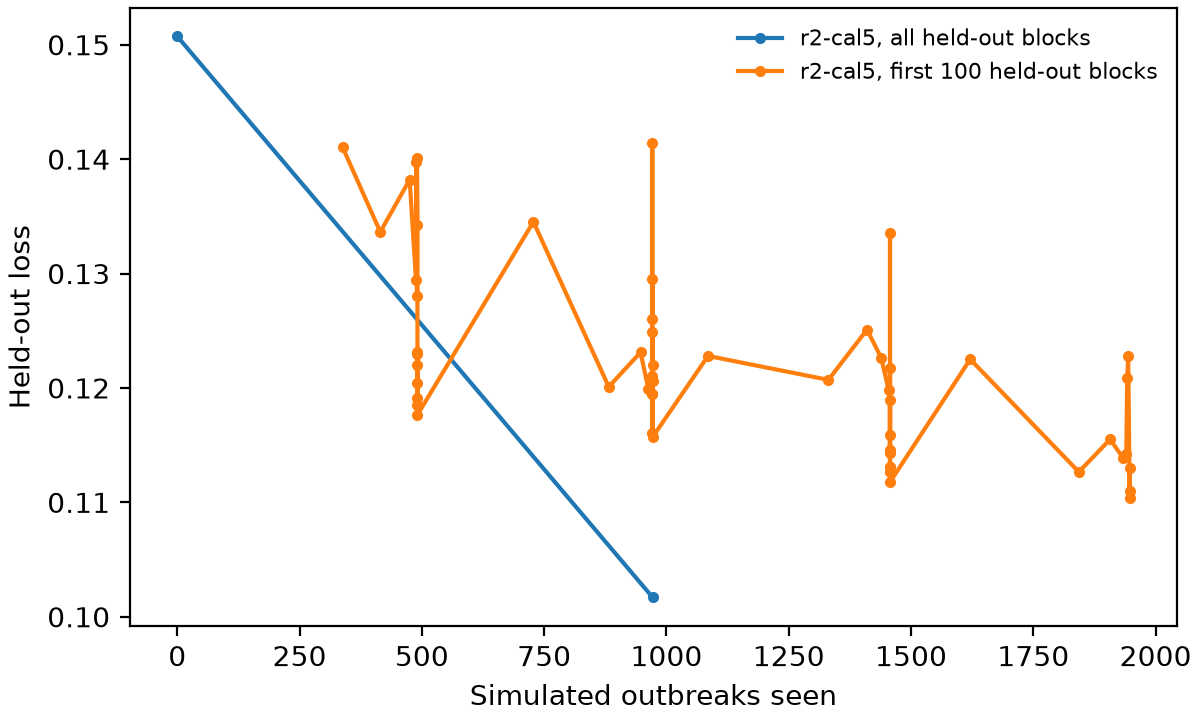 r2-cal5, all held-out blocks
r2-cal5, first 100 held-out blocks
Held-out loss
0.15
0.14
0.13
0.12
0.11
0.10
0 250 500 750 1000 1250 1500 1750 2000
Simulated outbreaks seen